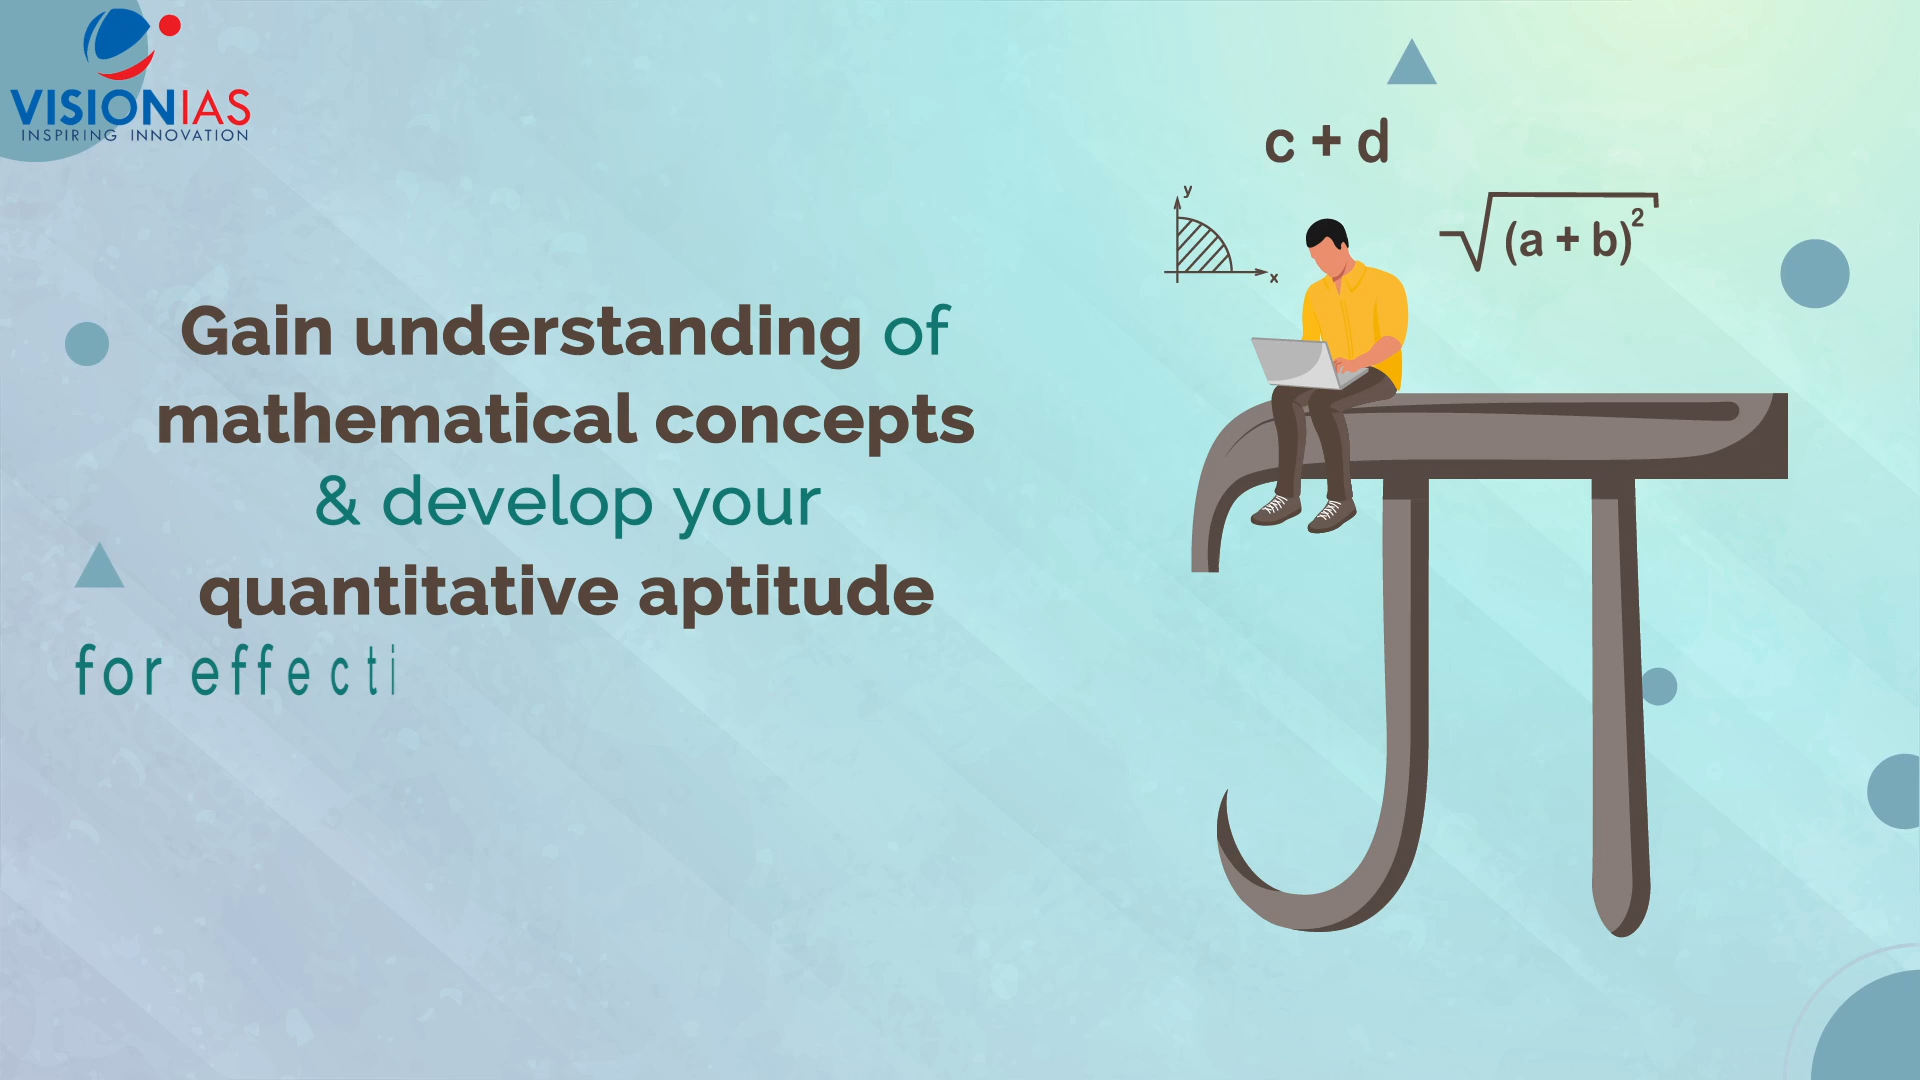 VISIONIAS
INSPIRING INNOVATION
c + d
y
x
√(a + b)²
Gain understanding of
mathematical concepts
& develop your
quantitative aptitude
for effecti